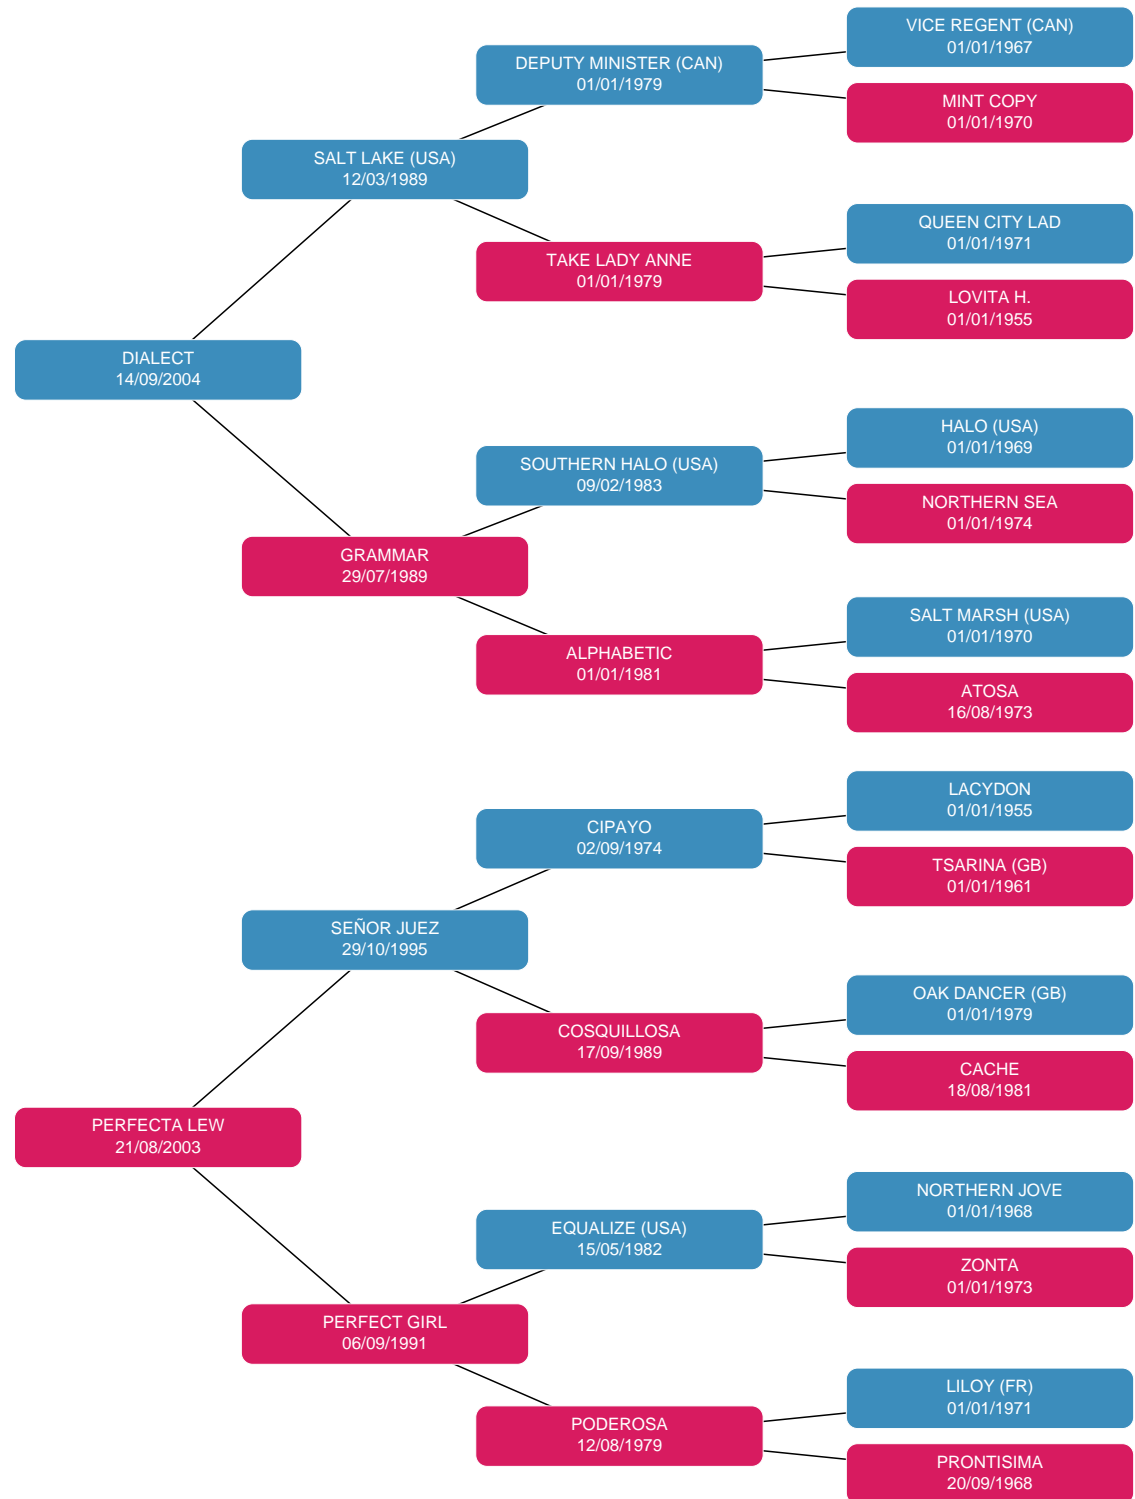 VICE REGENT (CAN)
01/01/1967
DEPUTY MINISTER (CAN)
01/01/1979
MINT COPY
01/01/1970
SALT LAKE (USA)
12/03/1989
QUEEN CITY LAD
01/01/1971
TAKE LADY ANNE
01/01/1979
LOVITA H.
01/01/1955
DIALECT
14/09/2004
HALO (USA)
01/01/1969
SOUTHERN HALO (USA)
09/02/1983
NORTHERN SEA
01/01/1974
GRAMMAR
29/07/1989
SALT MARSH (USA)
01/01/1970
ALPHABETIC
01/01/1981
ATOSA
16/08/1973
LACYDON
01/01/1955
CIPAYO
02/09/1974
TSARINA (GB)
01/01/1961
SEÑOR JUEZ
29/10/1995
OAK DANCER (GB)
01/01/1979
COSQUILLOSA
17/09/1989
CACHE
18/08/1981
PERFECTA LEW
21/08/2003
NORTHERN JOVE
01/01/1968
EQUALIZE (USA)
15/05/1982
ZONTA
01/01/1973
PERFECT GIRL
06/09/1991
LILOY (FR)
01/01/1971
PODEROSA
12/08/1979
PRONTISIMA
20/09/1968